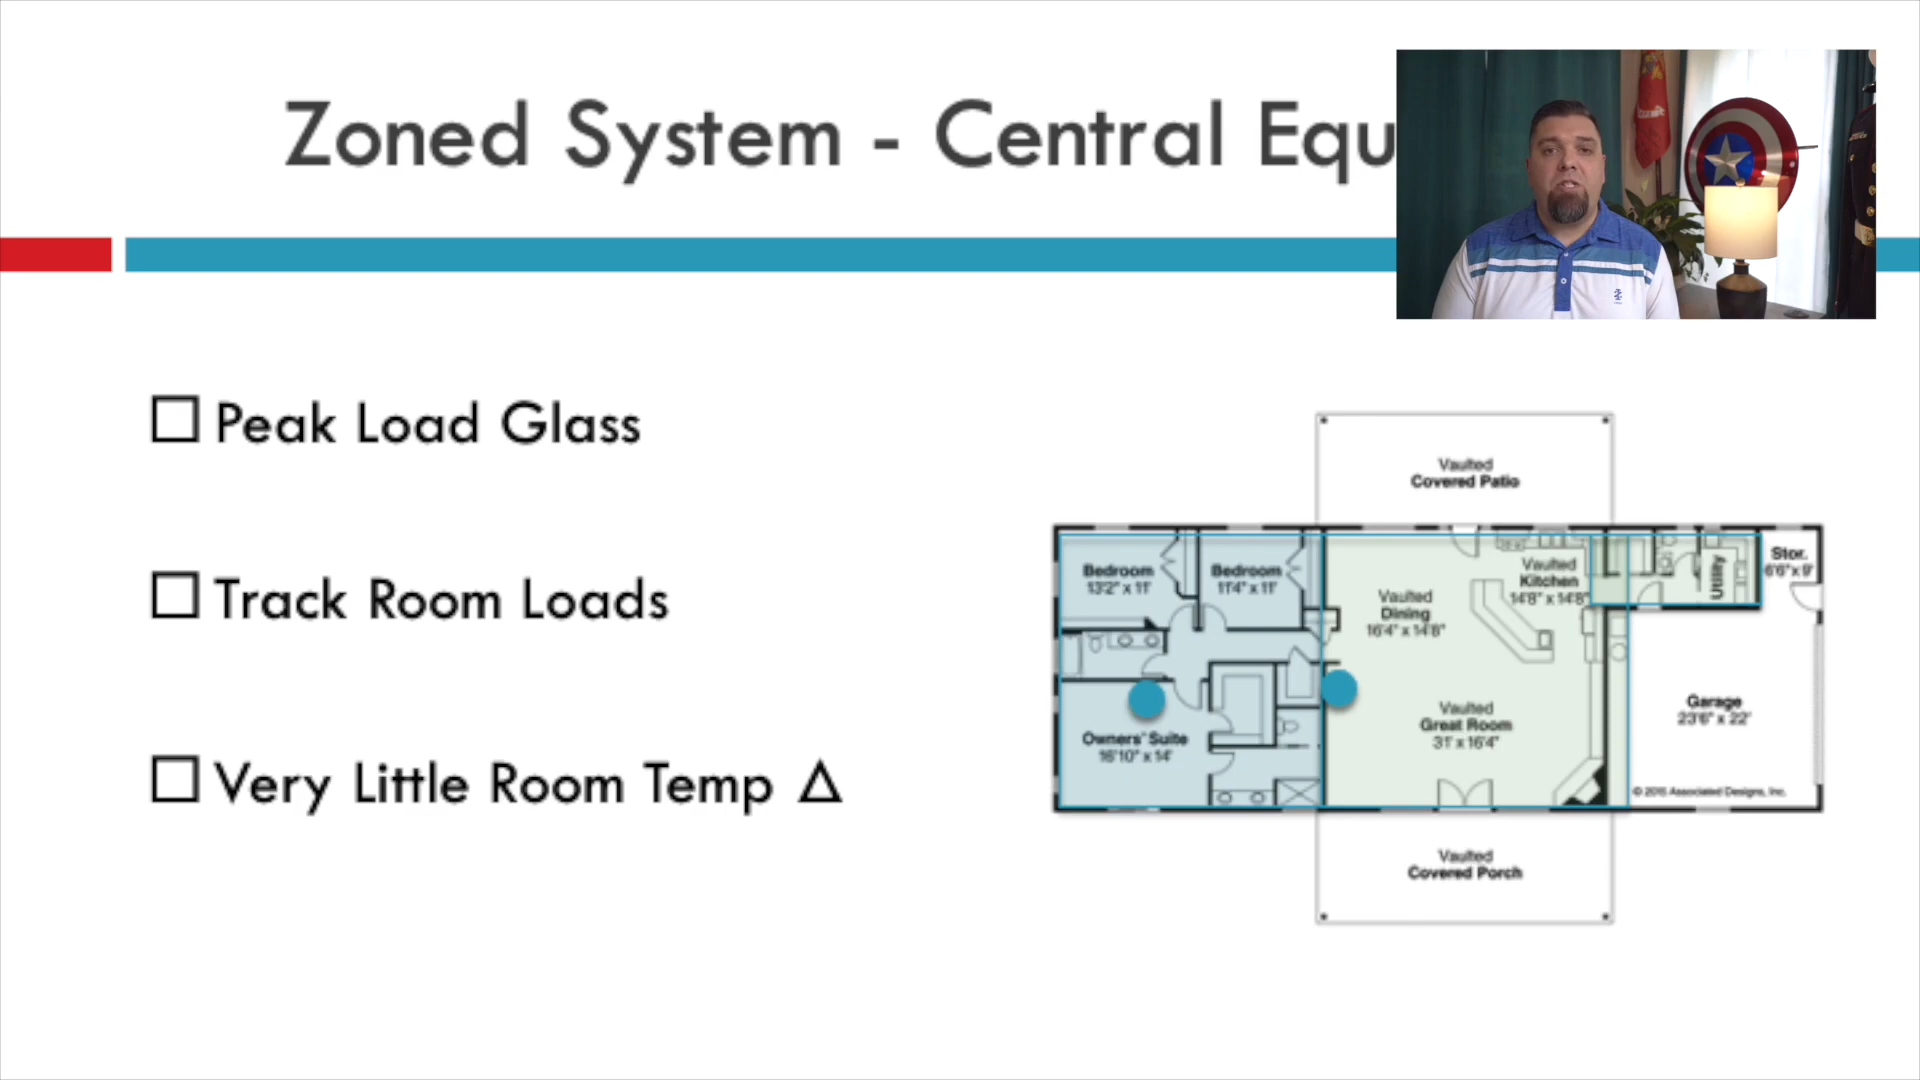 Zoned System - Central Equ
Peak Load Glass
Track Room Loads
Very Little Room Temp Δ
Vaulted
Covered Patio
Bedroom
13'2" x 11'
Bedroom
11'4" x 11'
Vaulted
Dining
16'4" x 14'8"
Vaulted
Kitchen
14'8" x 14'8"
Utility
Stor.
6'6" x 9'
Owners' Suite
16'10" x 14'
Vaulted
Great Room
31' x 16'4"
Garage
23'6" x 22'
© 2015 Associated Designs, Inc.
Vaulted
Covered Porch